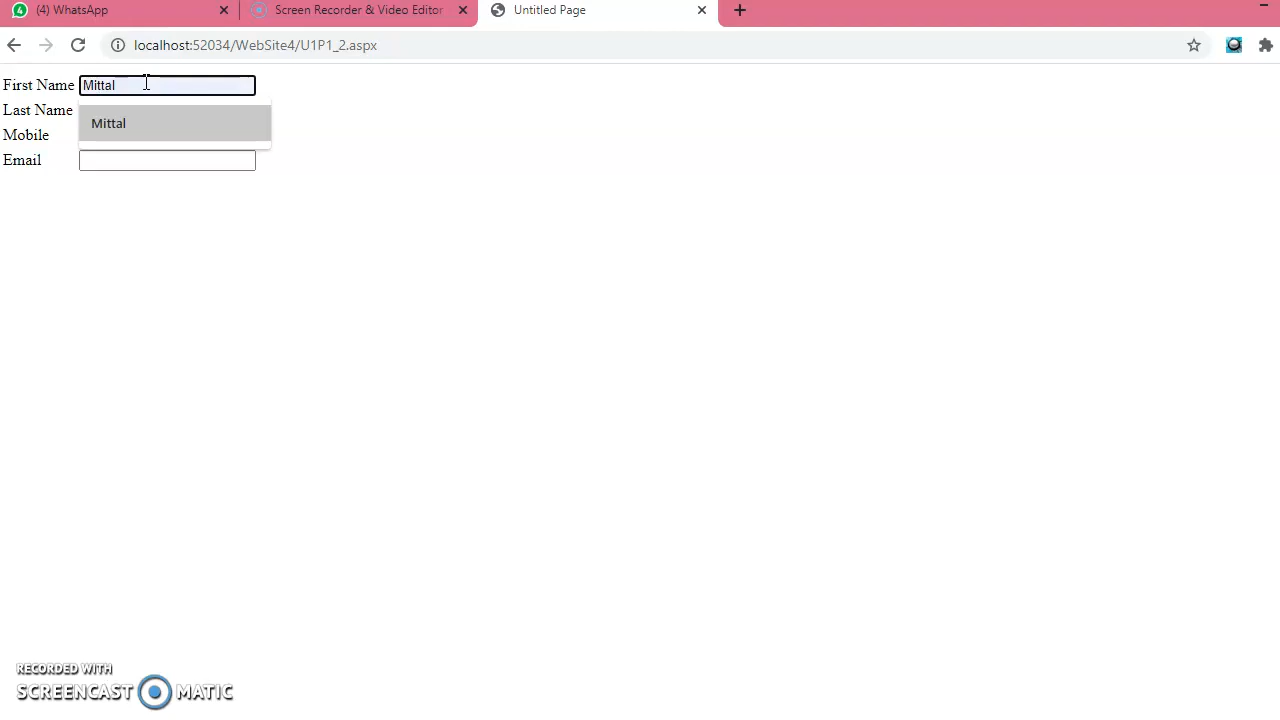 4 (4) WhatsApp Screen Recorder & Video Editor Untitled Page
localhost:52034/WebSite4/U1P1_2.aspx
First Name Mittal
Last Name
Mittal
Mobile
Email
RECORDED WITH
SCREENCAST MATIC